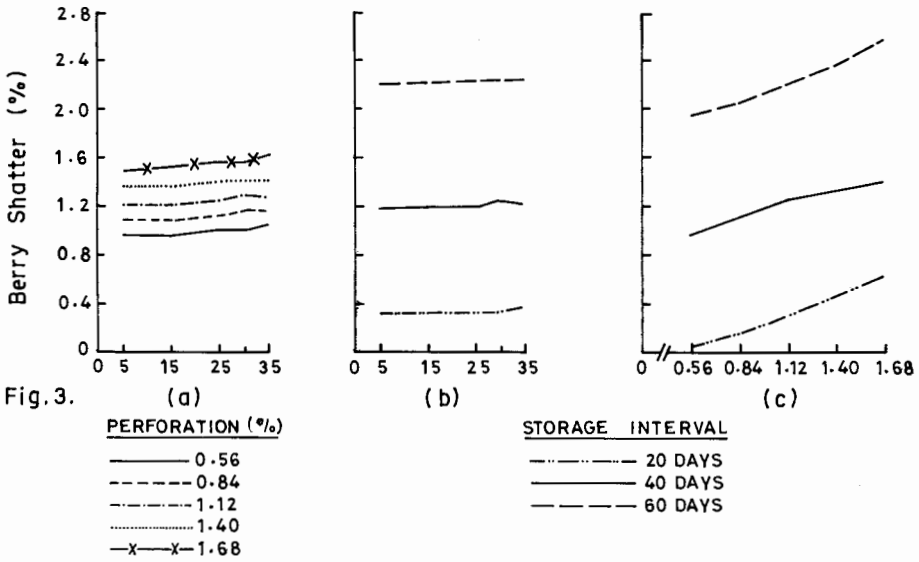 Berry Shatter (%)
2.8
2.4
2.0
1.6
1.2
0.8
0.4
0
0 5 15 25 35
0 5 15 25 35
0 0.56 0.84 1.12 1.40 1.68
Fig.3. (a) (b) (c)
PERFORATION (%)
0.56
0.84
1.12
1.40
1.68
STORAGE INTERVAL
20 DAYS
40 DAYS
60 DAYS